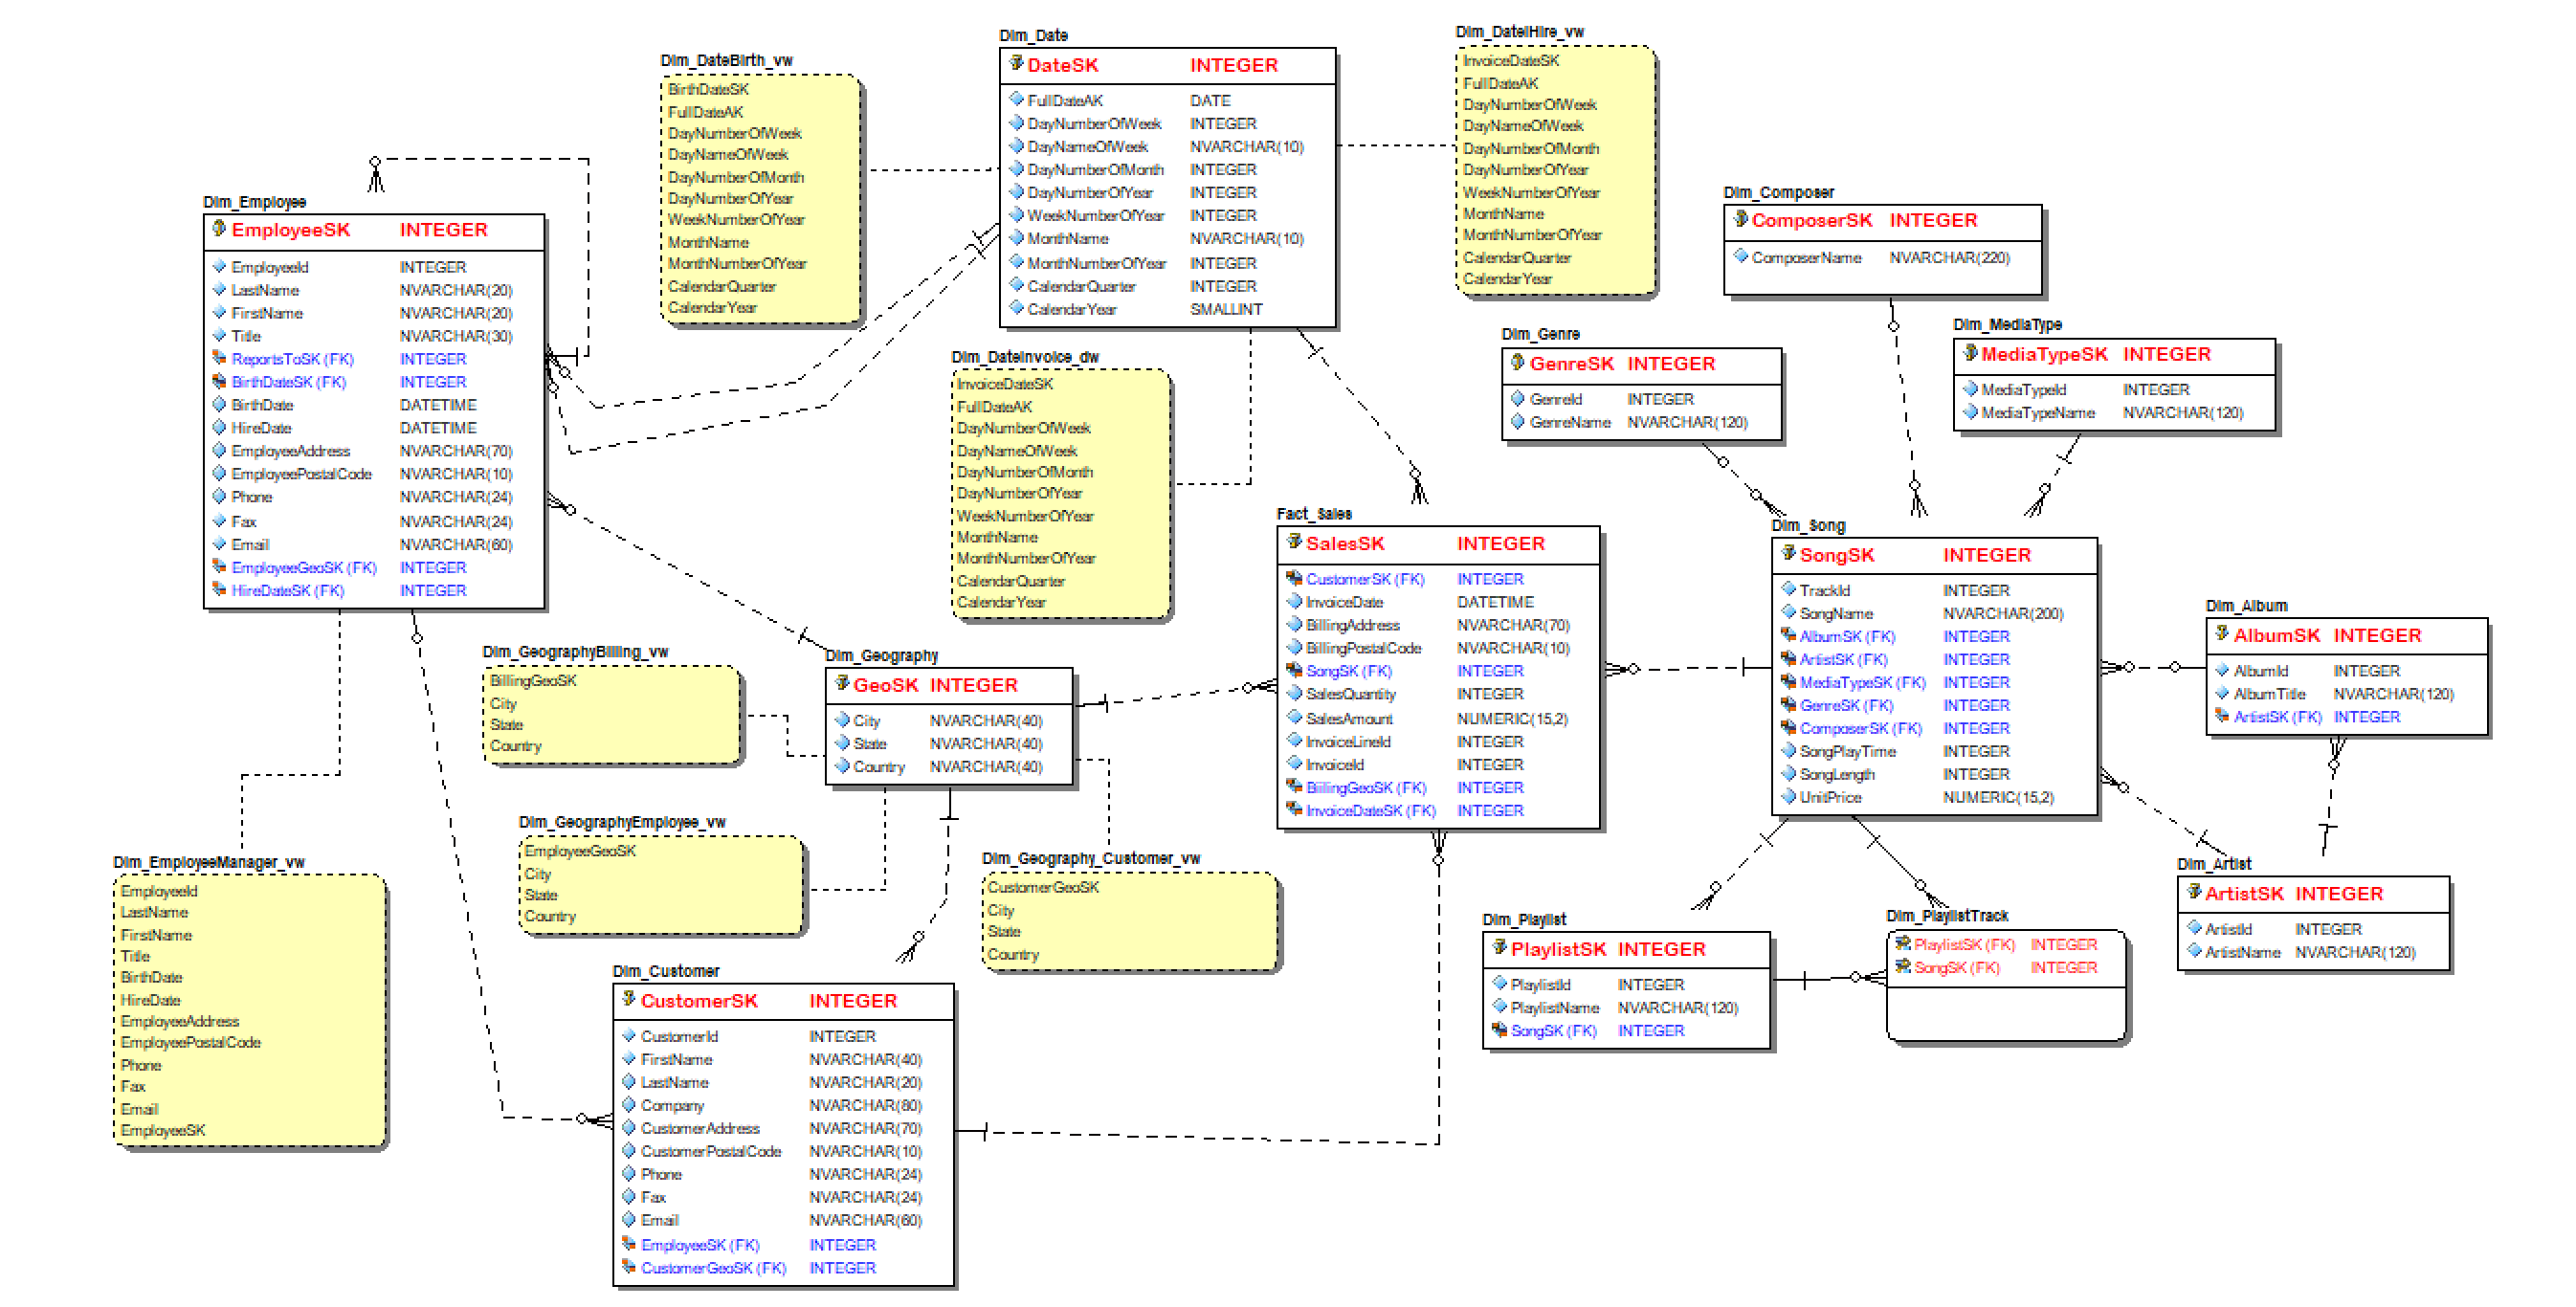 Dim_DateBirth_vw
BirthDateSK
FullDateAK
DayNumberOfWeek
DayNameOfWeek
DayNumberOfMonth
DayNumberOfYear
WeekNumberOfYear
MonthName
MonthNumberOfYear
CalendarQuarter
CalendarYear
Dim_Date
DateSK INTEGER
FullDateAK DATE
DayNumberOfWeek INTEGER
DayNameOfWeek NVARCHAR(10)
DayNumberOfMonth INTEGER
DayNumberOfYear INTEGER
WeekNumberOfYear INTEGER
MonthName NVARCHAR(10)
MonthNumberOfYear INTEGER
CalendarQuarter INTEGER
CalendarYear SMALLINT
Dim_DateiHire_vw
InvoiceDateSK
FullDateAK
DayNumberOfWeek
DayNameOfWeek
DayNumberOfMonth
DayNumberOfYear
WeekNumberOfYear
MonthName
MonthNumberOfYear
CalendarQuarter
CalendarYear
Dim_Employee
EmployeeSK INTEGER
EmployeeId INTEGER
LastName NVARCHAR(20)
FirstName NVARCHAR(20)
Title NVARCHAR(30)
ReportsToSK (FK) INTEGER
BirthDateSK (FK) INTEGER
BirthDate DATETIME
HireDate DATETIME
EmployeeAddress NVARCHAR(70)
EmployeePostalCode NVARCHAR(10)
Phone NVARCHAR(24)
Fax NVARCHAR(24)
Email NVARCHAR(60)
EmployeeGeoSK (FK) INTEGER
HireDateSK (FK) INTEGER
Dim_Composer
ComposerSK INTEGER
ComposerName NVARCHAR(220)
Dim_Genre
GenreSK INTEGER
GenreId INTEGER
GenreName NVARCHAR(120)
Dim_MediaType
MediaTypeSK INTEGER
MediaTypeId INTEGER
MediaTypeName NVARCHAR(120)
Dim_DateInvoice_dw
InvoiceDateSK
FullDateAK
DayNumberOfWeek
DayNameOfWeek
DayNumberOfMonth
DayNumberOfYear
WeekNumberOfYear
MonthName
MonthNumberOfYear
CalendarQuarter
CalendarYear
Fact_Sales
SalesSK INTEGER
CustomerSK (FK) INTEGER
InvoiceDate DATETIME
BillingAddress NVARCHAR(70)
BillingPostalCode NVARCHAR(10)
SongSK (FK) INTEGER
SalesQuantity INTEGER
SalesAmount NUMERIC(15,2)
InvoiceLineId INTEGER
InvoiceId INTEGER
BillingGeoSK (FK) INTEGER
InvoiceDateSK (FK) INTEGER
Dim_Song
SongSK INTEGER
TrackId INTEGER
SongName NVARCHAR(200)
AlbumSK (FK) INTEGER
ArtistSK (FK) INTEGER
MediaTypeSK (FK) INTEGER
GenreSK (FK) INTEGER
ComposerSK (FK) INTEGER
SongPlayTime INTEGER
SongLength INTEGER
UnitPrice NUMERIC(15,2)
Dim_Album
AlbumSK INTEGER
AlbumId INTEGER
AlbumTitle NVARCHAR(120)
ArtistSK (FK) INTEGER
Dim_GeographyBilling_vw
BillingGeoSK
City
State
Country
Dim_Geography
GeoSK INTEGER
City NVARCHAR(40)
State NVARCHAR(40)
Country NVARCHAR(40)
Dim_GeographyEmployee_vw
EmployeeGeoSK
City
State
Country
Dim_Geography_Customer_vw
CustomerGeoSK
City
State
Country
Dim_EmployeeManager_vw
EmployeeId
LastName
FirstName
Title
BirthDate
HireDate
EmployeeAddress
EmployeePostalCode
Phone
Fax
Email
EmployeeSK
Dim_Customer
CustomerSK INTEGER
CustomerId INTEGER
FirstName NVARCHAR(40)
LastName NVARCHAR(20)
Company NVARCHAR(80)
CustomerAddress NVARCHAR(70)
CustomerPostalCode NVARCHAR(10)
Phone NVARCHAR(24)
Fax NVARCHAR(24)
Email NVARCHAR(60)
EmployeeSK (FK) INTEGER
CustomerGeoSK (FK) INTEGER
Dim_Playlist
PlaylistSK INTEGER
PlaylistId INTEGER
PlaylistName NVARCHAR(120)
SongSK (FK) INTEGER
Dim_PlaylistTrack
PlaylistSK (FK) INTEGER
SongSK (FK) INTEGER
Dim_Artist
ArtistSK INTEGER
ArtistId INTEGER
ArtistName NVARCHAR(120)